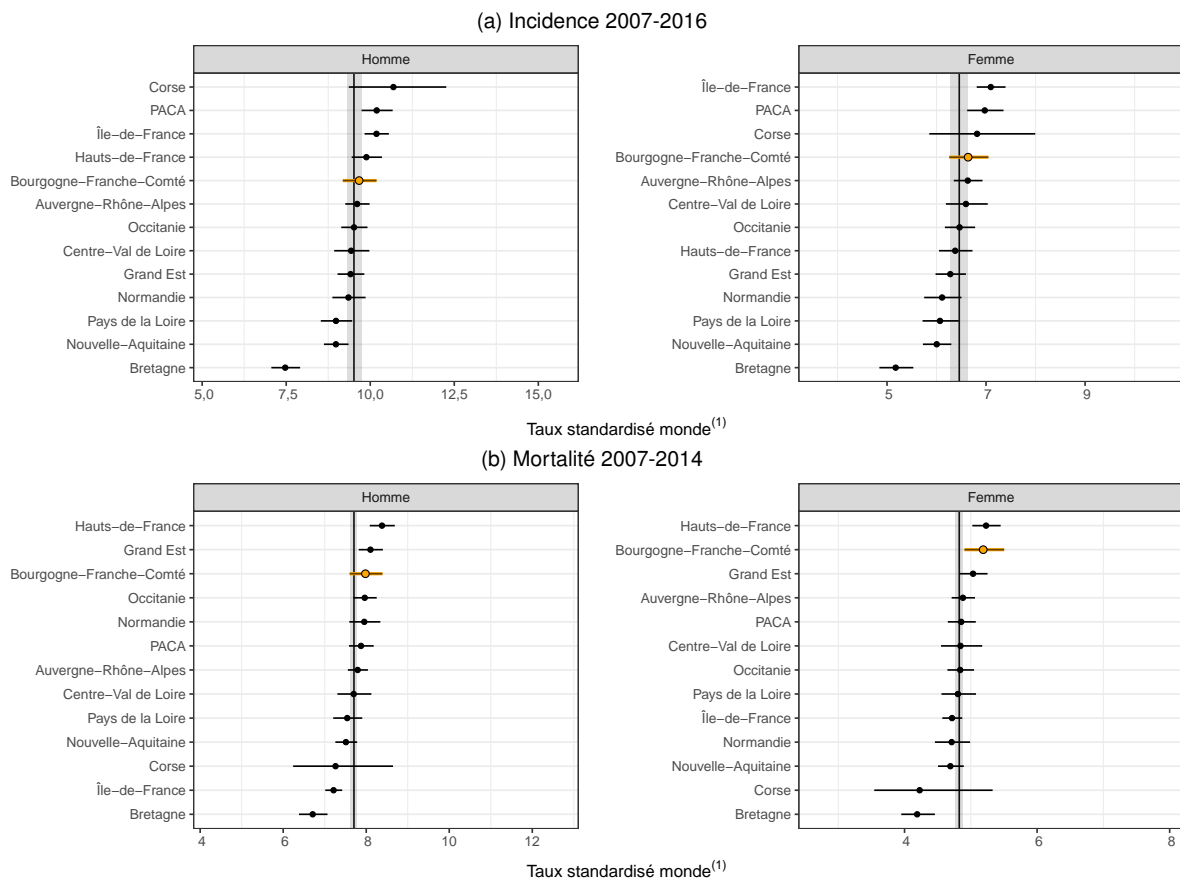 (a) Incidence 2007-2016
Homme
Corse
PACA
Île−de−France
Hauts−de−France
Bourgogne−Franche−Comté
Auvergne−Rhône−Alpes
Occitanie
Centre−Val de Loire
Grand Est
Normandie
Pays de la Loire
Nouvelle−Aquitaine
Bretagne
5,0 7,5 10,0 12,5 15,0
Femme
Île−de−France
PACA
Corse
Bourgogne−Franche−Comté
Auvergne−Rhône−Alpes
Centre−Val de Loire
Occitanie
Hauts−de−France
Grand Est
Normandie
Pays de la Loire
Nouvelle−Aquitaine
Bretagne
5 7 9
Taux standardisé monde(1)
(b) Mortalité 2007-2014
Homme
Hauts−de−France
Grand Est
Bourgogne−Franche−Comté
Occitanie
Normandie
PACA
Auvergne−Rhône−Alpes
Centre−Val de Loire
Pays de la Loire
Nouvelle−Aquitaine
Corse
Île−de−France
Bretagne
4 6 8 10 12
Femme
Hauts−de−France
Bourgogne−Franche−Comté
Grand Est
Auvergne−Rhône−Alpes
PACA
Centre−Val de Loire
Occitanie
Pays de la Loire
Île−de−France
Normandie
Nouvelle−Aquitaine
Corse
Bretagne
4 6 8
Taux standardisé monde(1)